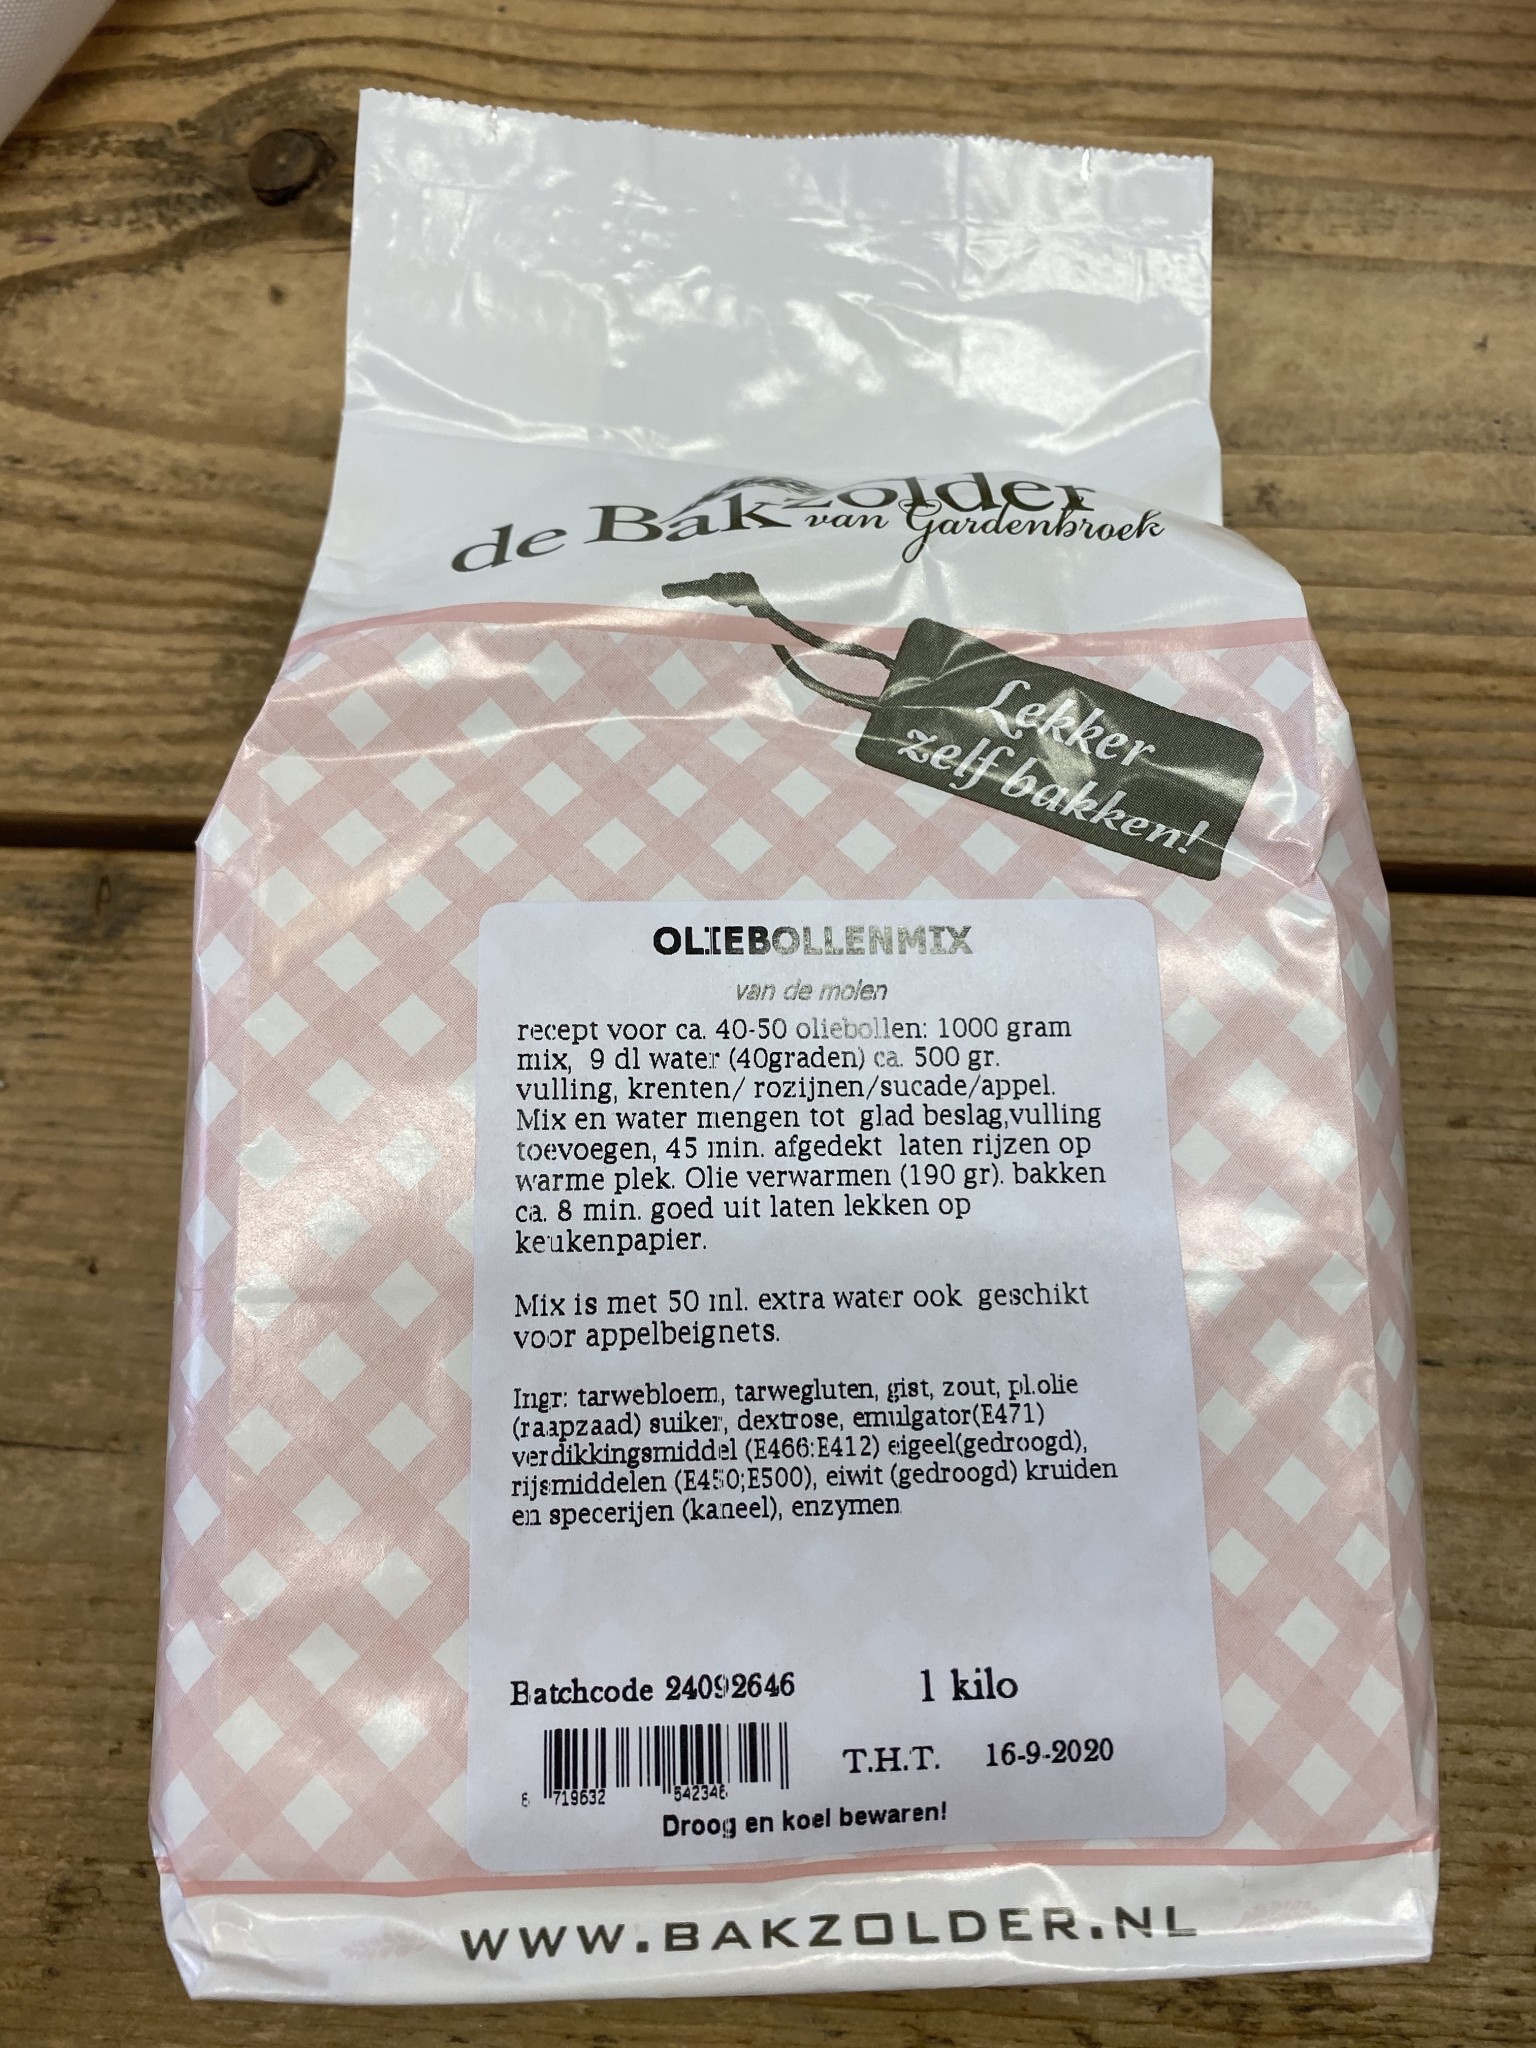 de Bakzolder
van Gardenbroek
Lekker
zelf bakken!
OLIEBOLLENMIX
van de molen
recept voor ca. 40-50 oliebollen: 1000 gram
mix, 9 dl water (40graden) ca. 500 gr.
vulling, krenten/ rozijnen/sucade/appel.
Mix en water mengen tot glad beslag,vulling
toevoegen, 45 min. afgedekt laten rijzen op
warme plek. Olie verwarmen (190 gr). bakken
ca. 8 min. goed uit laten lekken op
keukenpapier.
Mix is met 50 ml. extra water ook geschikt
voor appelbeignets.
Ingr: tarwebloem, tarwegluten, gist, zout, pl.olie
(raapzaad) suiker, dextrose, emulgator(E471)
verdikkingsmiddel (E466:E412) eigeel(gedroogd),
rijsmiddelen (E450;E500), eiwit (gedroogd) kruiden
en specerijen (kaneel), enzymen
Batchcode 24092646 1 kilo
T.H.T. 16-9-2020
8 719632 542346
Droog en koel bewaren!
WWW.BAKZOLDER.NL